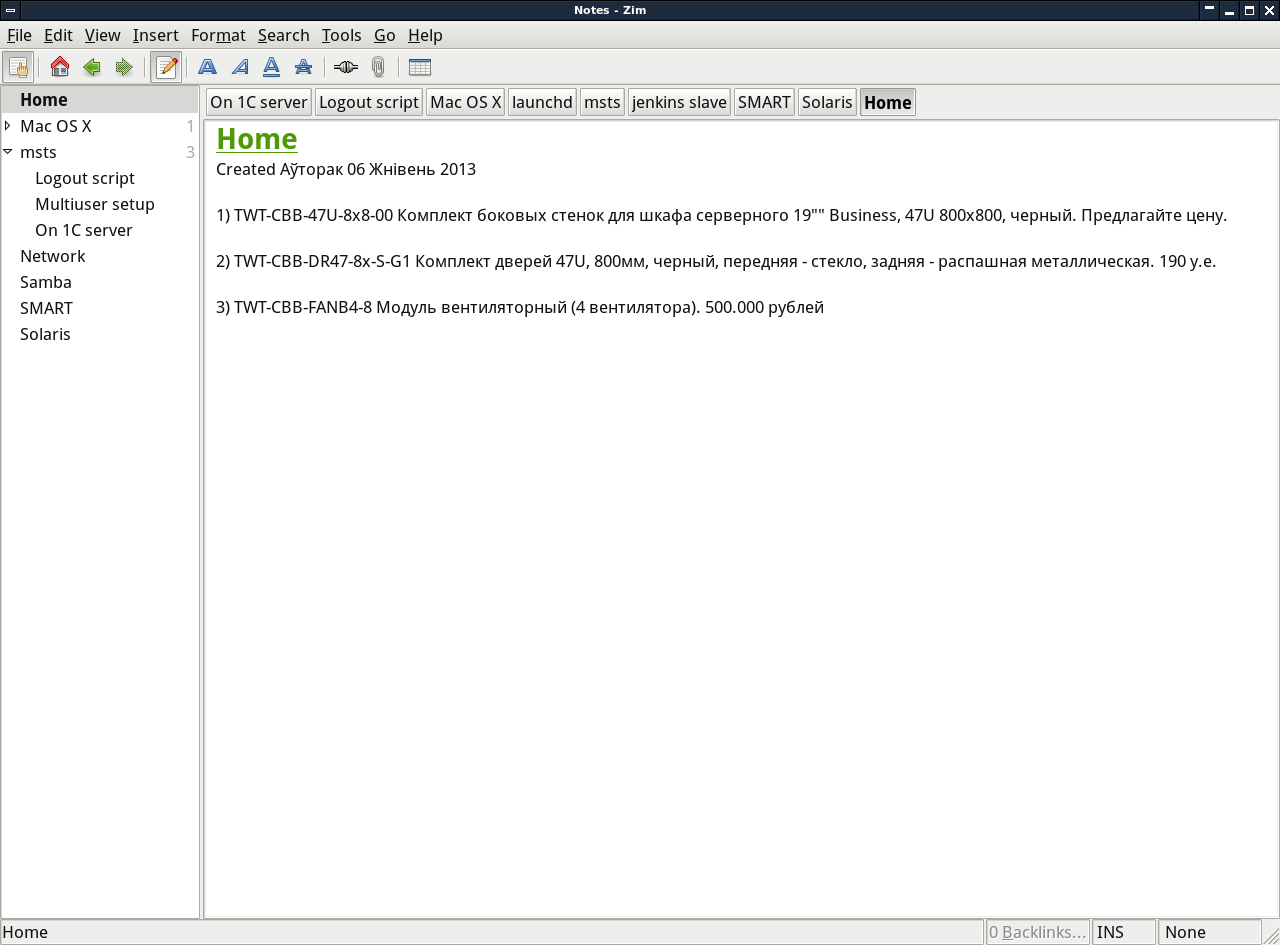 Notes - Zim
File Edit View Insert Format Search Tools Go Help
Home
Mac OS X 1
msts 3
Logout script
Multiuser setup
On 1C server
Network
Samba
SMART
Solaris
On 1C server Logout script Mac OS X launchd msts jenkins slave SMART Solaris Home
Home
Created Аўторак 06 Жнівень 2013
1) TWT-CBB-47U-8x8-00 Комплект боковых стенок для шкафа серверного 19"" Business, 47U 800x800, черный. Предлагайте цену.
2) TWT-CBB-DR47-8x-S-G1 Комплект дверей 47U, 800мм, черный, передняя - стекло, задняя - распашная металлическая. 190 у.е.
3) TWT-CBB-FANB4-8 Модуль вентиляторный (4 вентилятора). 500.000 рублей
Home 0 Backlinks... INS None